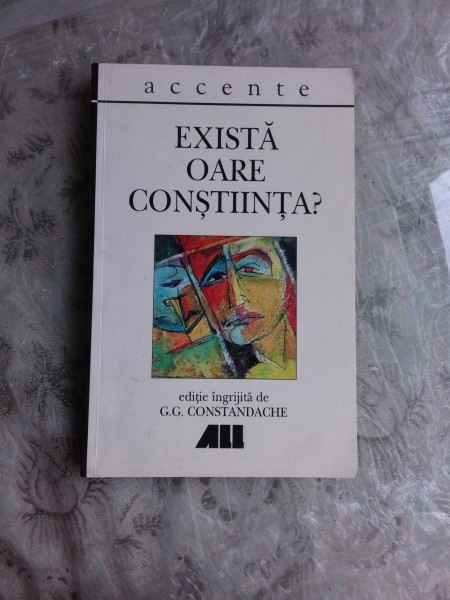 accente
EXISTĂ
OARE
CONȘTIINȚA?
ediție îngrijită de
G.G. CONSTANDACHE
ALL